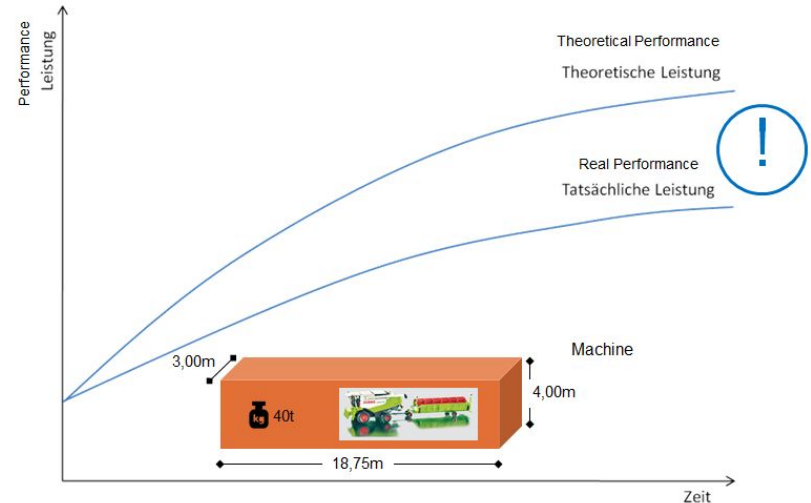 Performance
Leistung
Theoretical Performance
Theoretische Leistung
!
Real Performance
Tatsächliche Leistung
Machine
3,00m
4,00m
kg
40t
18,75m
Zeit